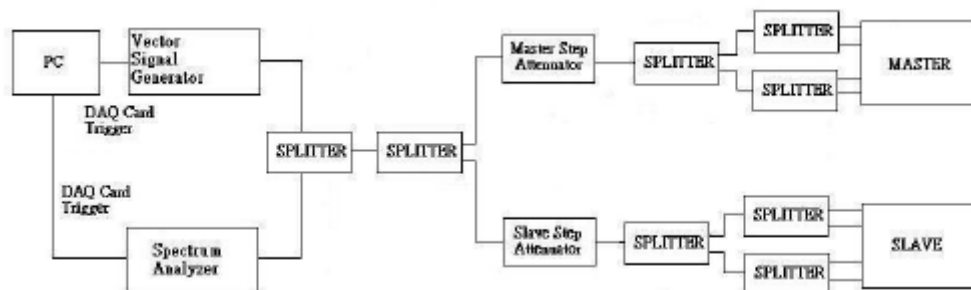 PC
Vector
Signal
Generator
DAQ Card
Trigger
DAQ Card
Trigger
Spectrum
Analyzer
SPLITTER
SPLITTER
Master Step
Attenuator
SPLITTER
SPLITTER
SPLITTER
MASTER
Slave Step
Attenuator
SPLITTER
SPLITTER
SPLITTER
SLAVE